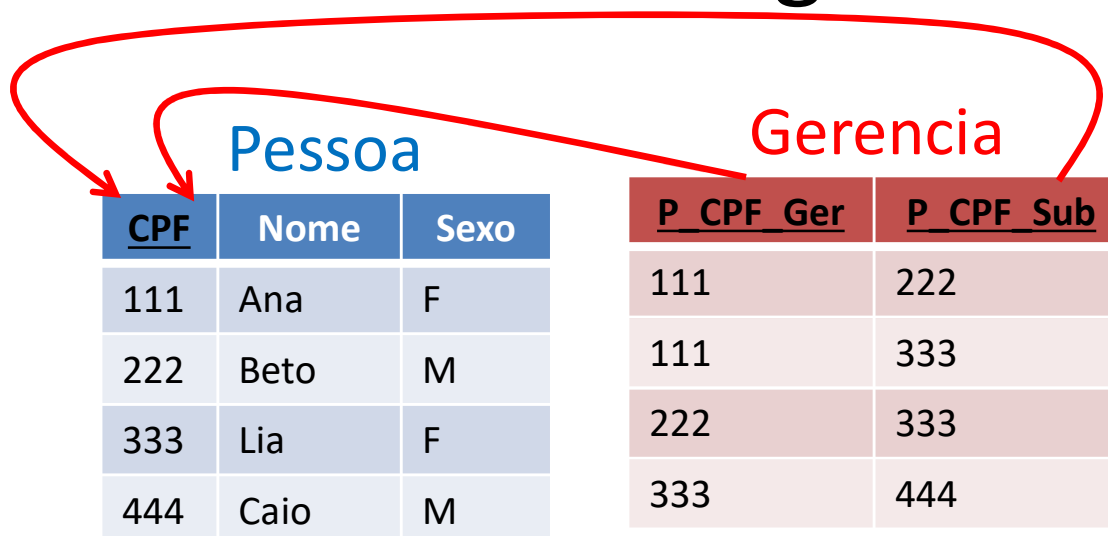 Pessoa
CPF Nome Sexo
111 Ana F
222 Beto M
333 Lia F
444 Caio M
Gerencia
P_CPF_Ger P_CPF_Sub
111 222
111 333
222 333
333 444